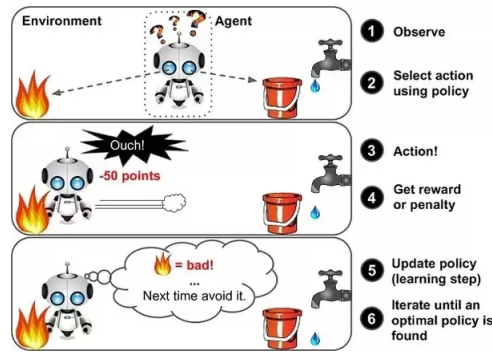 Environment
Agent
? ? ?
1 Observe
2 Select action
using policy
Ouch!
-50 points
3 Action!
4 Get reward
or penalty
= bad!
...
Next time avoid it.
5 Update policy
(learning step)
6 Iterate until an
optimal policy is
found